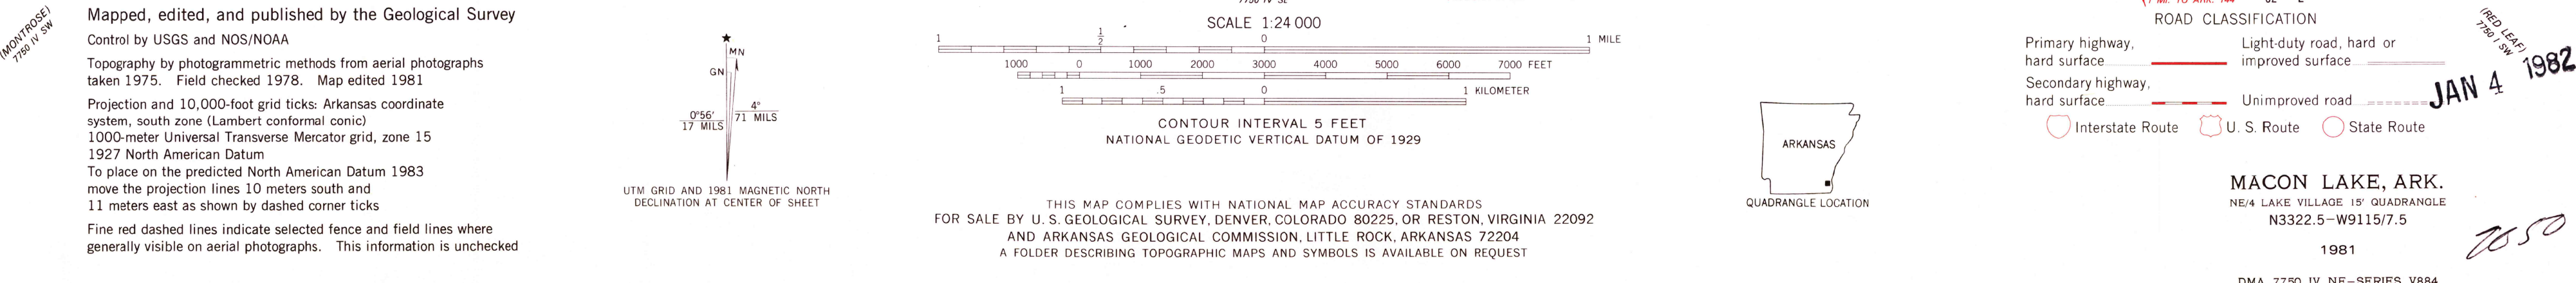 (MONTROSE)
7750 IV SW
Mapped, edited, and published by the Geological Survey
Control by USGS and NOS/NOAA
Topography by photogrammetric methods from aerial photographs
taken 1975. Field checked 1978. Map edited 1981
Projection and 10,000-foot grid ticks: Arkansas coordinate
system, south zone (Lambert conformal conic)
1000-meter Universal Transverse Mercator grid, zone 15
1927 North American Datum
To place on the predicted North American Datum 1983
move the projection lines 10 meters south and
11 meters east as shown by dashed corner ticks
Fine red dashed lines indicate selected fence and field lines where
generally visible on aerial photographs. This information is unchecked
★
MN
GN
0°56′
17 MILS
4°
71 MILS
UTM GRID AND 1981 MAGNETIC NORTH
DECLINATION AT CENTER OF SHEET
7750 IV SE
SCALE 1:24 000
1 1/2 0 1 MILE
1000 0 1000 2000 3000 4000 5000 6000 7000 FEET
1 .5 0 1 KILOMETER
CONTOUR INTERVAL 5 FEET
NATIONAL GEODETIC VERTICAL DATUM OF 1929
THIS MAP COMPLIES WITH NATIONAL MAP ACCURACY STANDARDS
FOR SALE BY U. S. GEOLOGICAL SURVEY, DENVER, COLORADO 80225, OR RESTON, VIRGINIA 22092
AND ARKANSAS GEOLOGICAL COMMISSION, LITTLE ROCK, ARKANSAS 72204
A FOLDER DESCRIBING TOPOGRAPHIC MAPS AND SYMBOLS IS AVAILABLE ON REQUEST
ARKANSAS
QUADRANGLE LOCATION
ROAD CLASSIFICATION
Primary highway,
hard surface
Light-duty road, hard or
improved surface
Secondary highway,
hard surface
Unimproved road
Interstate Route
U. S. Route
State Route
(RED LEAF)
7750 I SW
JAN 4 1982
MACON LAKE, ARK.
NE/4 LAKE VILLAGE 15′ QUADRANGLE
N3322.5–W9115/7.5
1981
DMA 7750 IV NE–SERIES V884